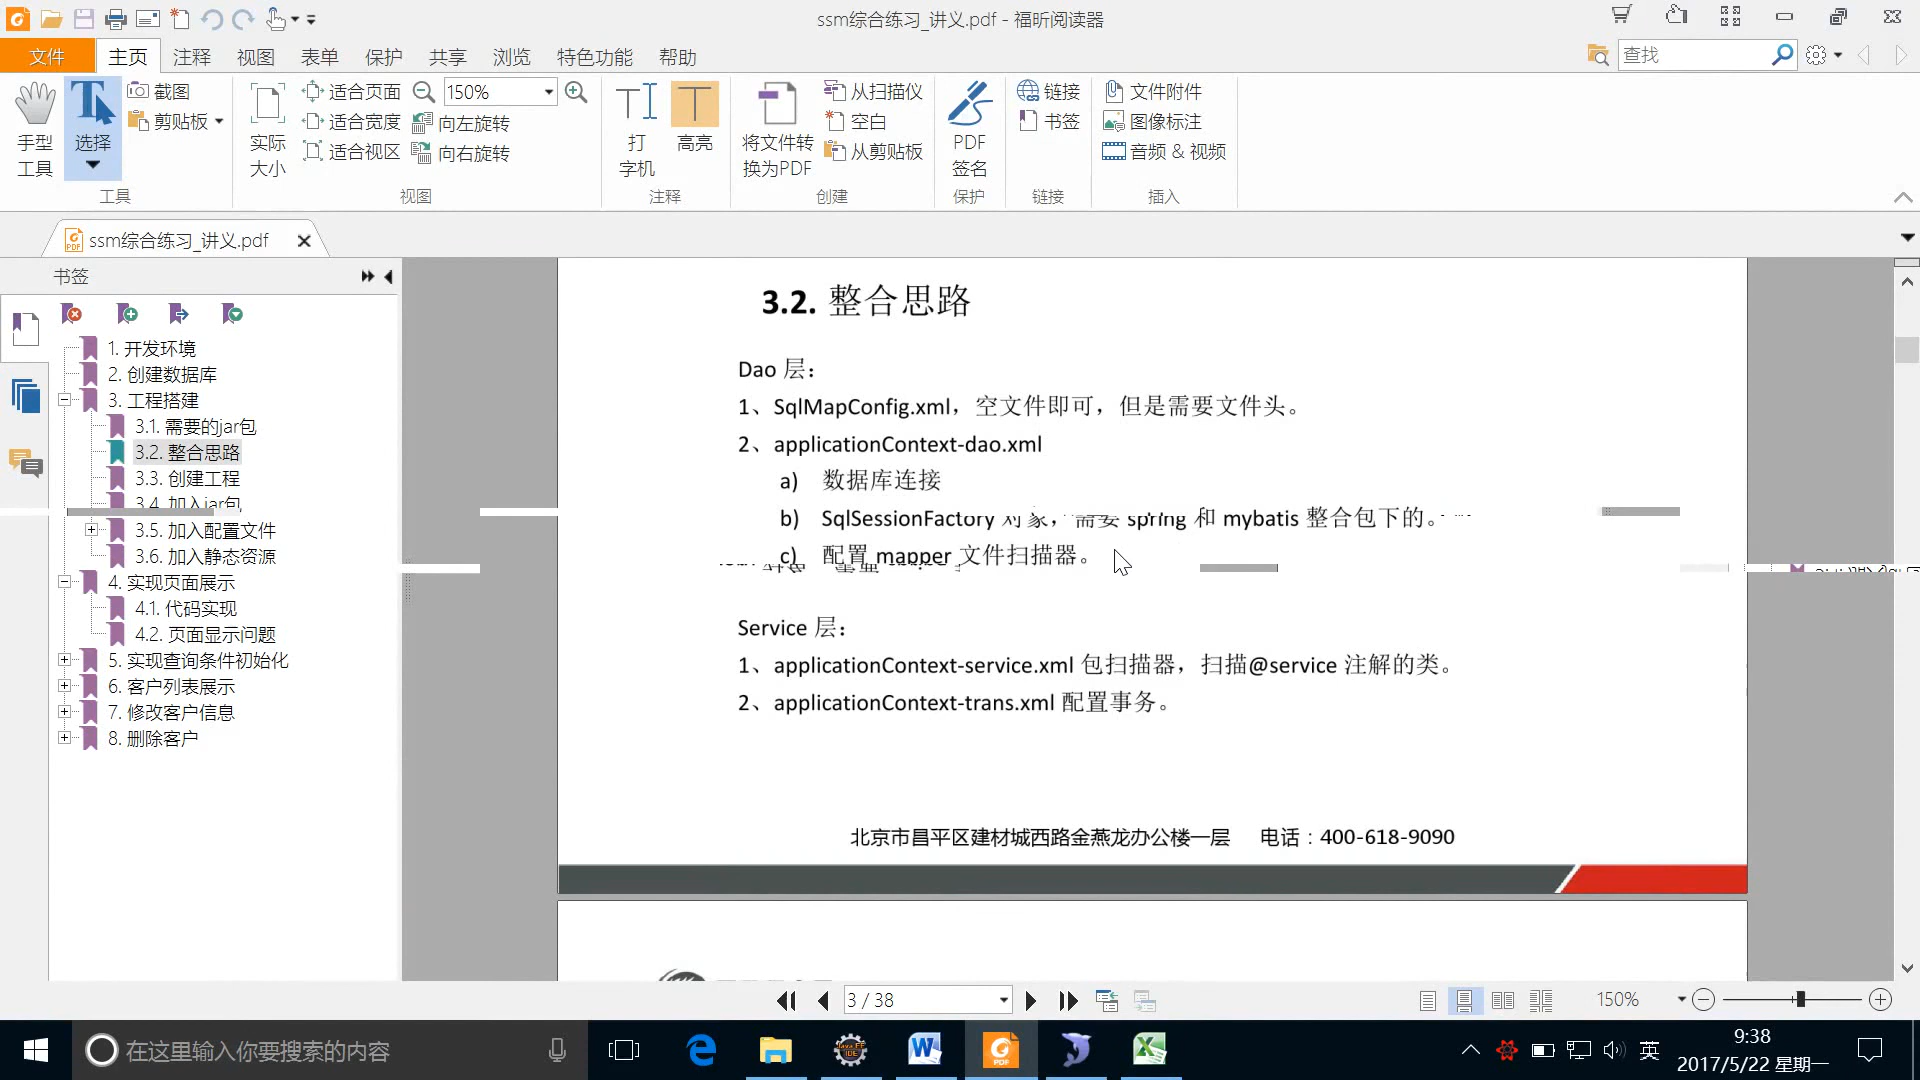 ssm综合练习_讲义.pdf - 福昕阅读器
文件 主页 注释 视图 表单 保护 共享 浏览 特色功能 帮助 查找
手型工具
选择
截图
剪贴板
工具
实际大小
适合页面
适合宽度
适合视区
150%
向左旋转
向右旋转
视图
打字机
高亮
注释
将文件转换为PDF
从扫描仪
空白
从剪贴板
创建
PDF签名
保护
链接
书签
链接
文件附件
图像标注
音频 & 视频
插入
ssm综合练习_讲义.pdf
书签
1. 开发环境
2. 创建数据库
3. 工程搭建
3.1. 需要的jar包
3.2. 整合思路
3.3. 创建工程
3.4. 加入jar包
3.5. 加入配置文件
3.6. 加入静态资源
4. 实现页面展示
4.1. 代码实现
4.2. 页面显示问题
5. 实现查询条件初始化
6. 客户列表展示
7. 修改客户信息
8. 删除客户
3.2. 整合思路
Dao 层：
1、SqlMapConfig.xml，空文件即可，但是需要文件头。
2、applicationContext-dao.xml
a) 数据库连接
b) SqlSessionFactory 对象，需要 spring 和 mybatis 整合包下的。
c) 配置 mapper 文件扫描器。
Service 层：
1、applicationContext-service.xml 包扫描器，扫描@service 注解的类。
2、applicationContext-trans.xml 配置事务。
北京市昌平区建材城西路金燕龙办公楼一层 电话：400-618-9090
3 / 38
150%
在这里输入你要搜索的内容
英
9:38
2017/5/22 星期一